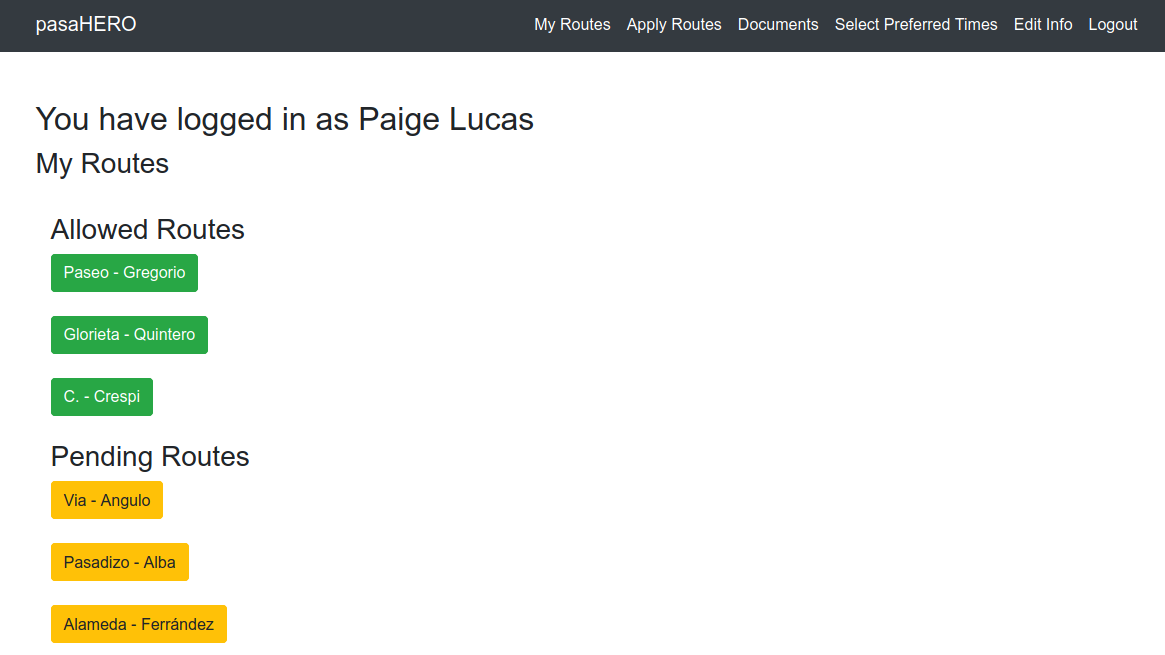 pasaHERO My Routes Apply Routes Documents Select Preferred Times Edit Info Logout
You have logged in as Paige Lucas
My Routes
Allowed Routes
Paseo - Gregorio
Glorieta - Quintero
C. - Crespi
Pending Routes
Via - Angulo
Pasadizo - Alba
Alameda - Ferrández